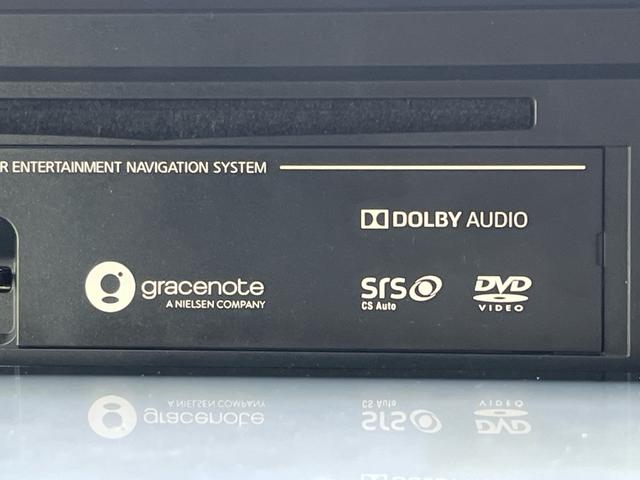 R ENTERTAINMENT NAVIGATION SYSTEM
DOLBY AUDIO
gracenote
A NIELSEN COMPANY
SRS
CS Auto
DVD
VIDEO